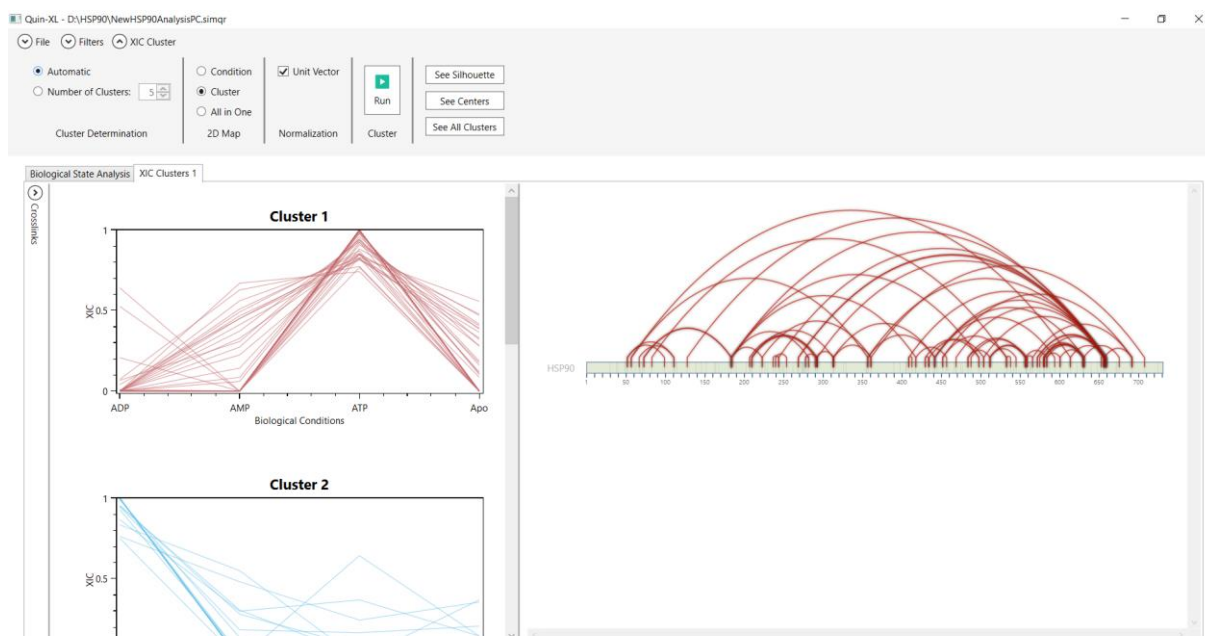 Quin-XL - D:\HSP90\NewHSP90AnalysisPC.simqr
File Filters XIC Cluster
Automatic
Number of Clusters: 5
Cluster Determination
Condition
Cluster
All in One
2D Map
Unit Vector
Normalization
Run
Cluster
See Silhouette
See Centers
See All Clusters
Biological State Analysis XIC Clusters 1
Crosslinks
Cluster 1
1
0.5
0
XIC
ADP AMP ATP Apo
Biological Conditions
Cluster 2
1
0.5
XIC
HSP90
1 50 100 150 200 250 300 350 400 450 500 550 600 650 700